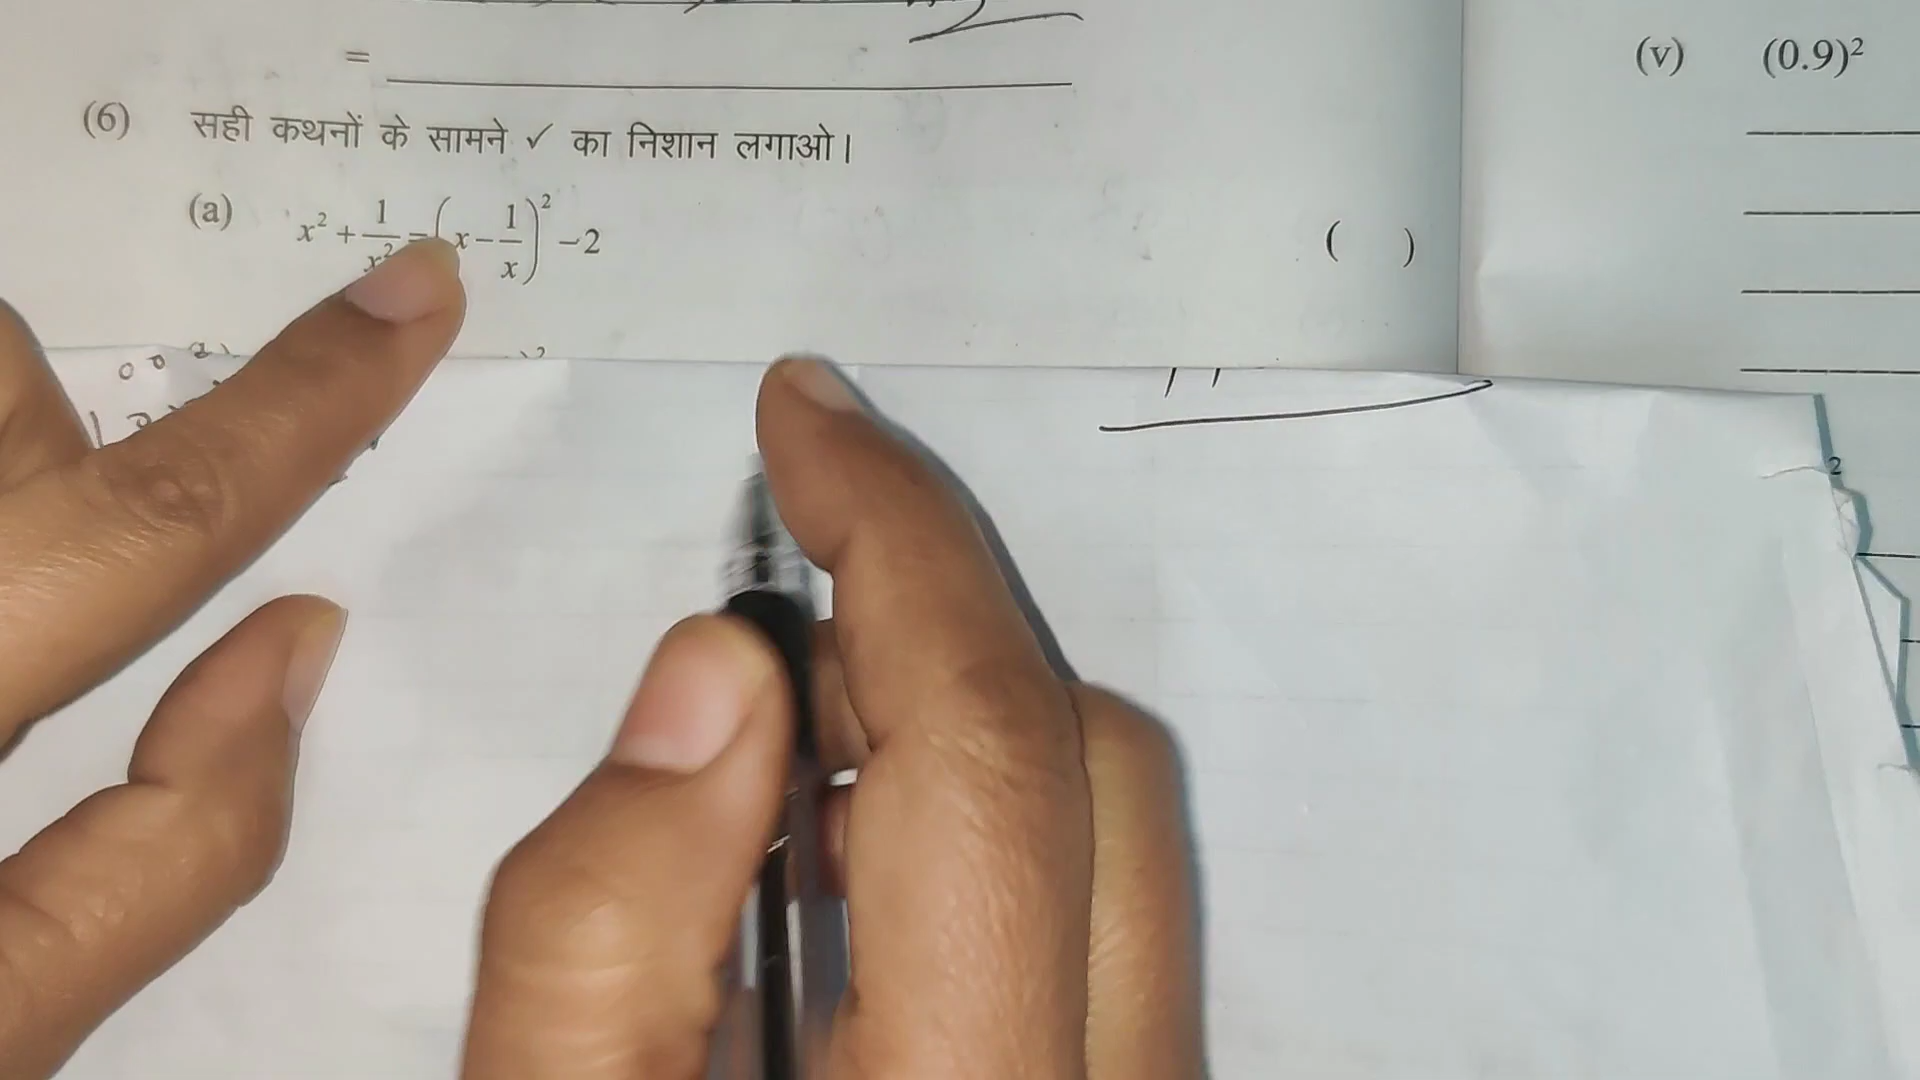 =
(6) सही कथनों के सामने ✓ का निशान लगाओ।
(a) x² + 1/x² = (x − 1/x)² − 2 ( )
(v) (0.9)²
2